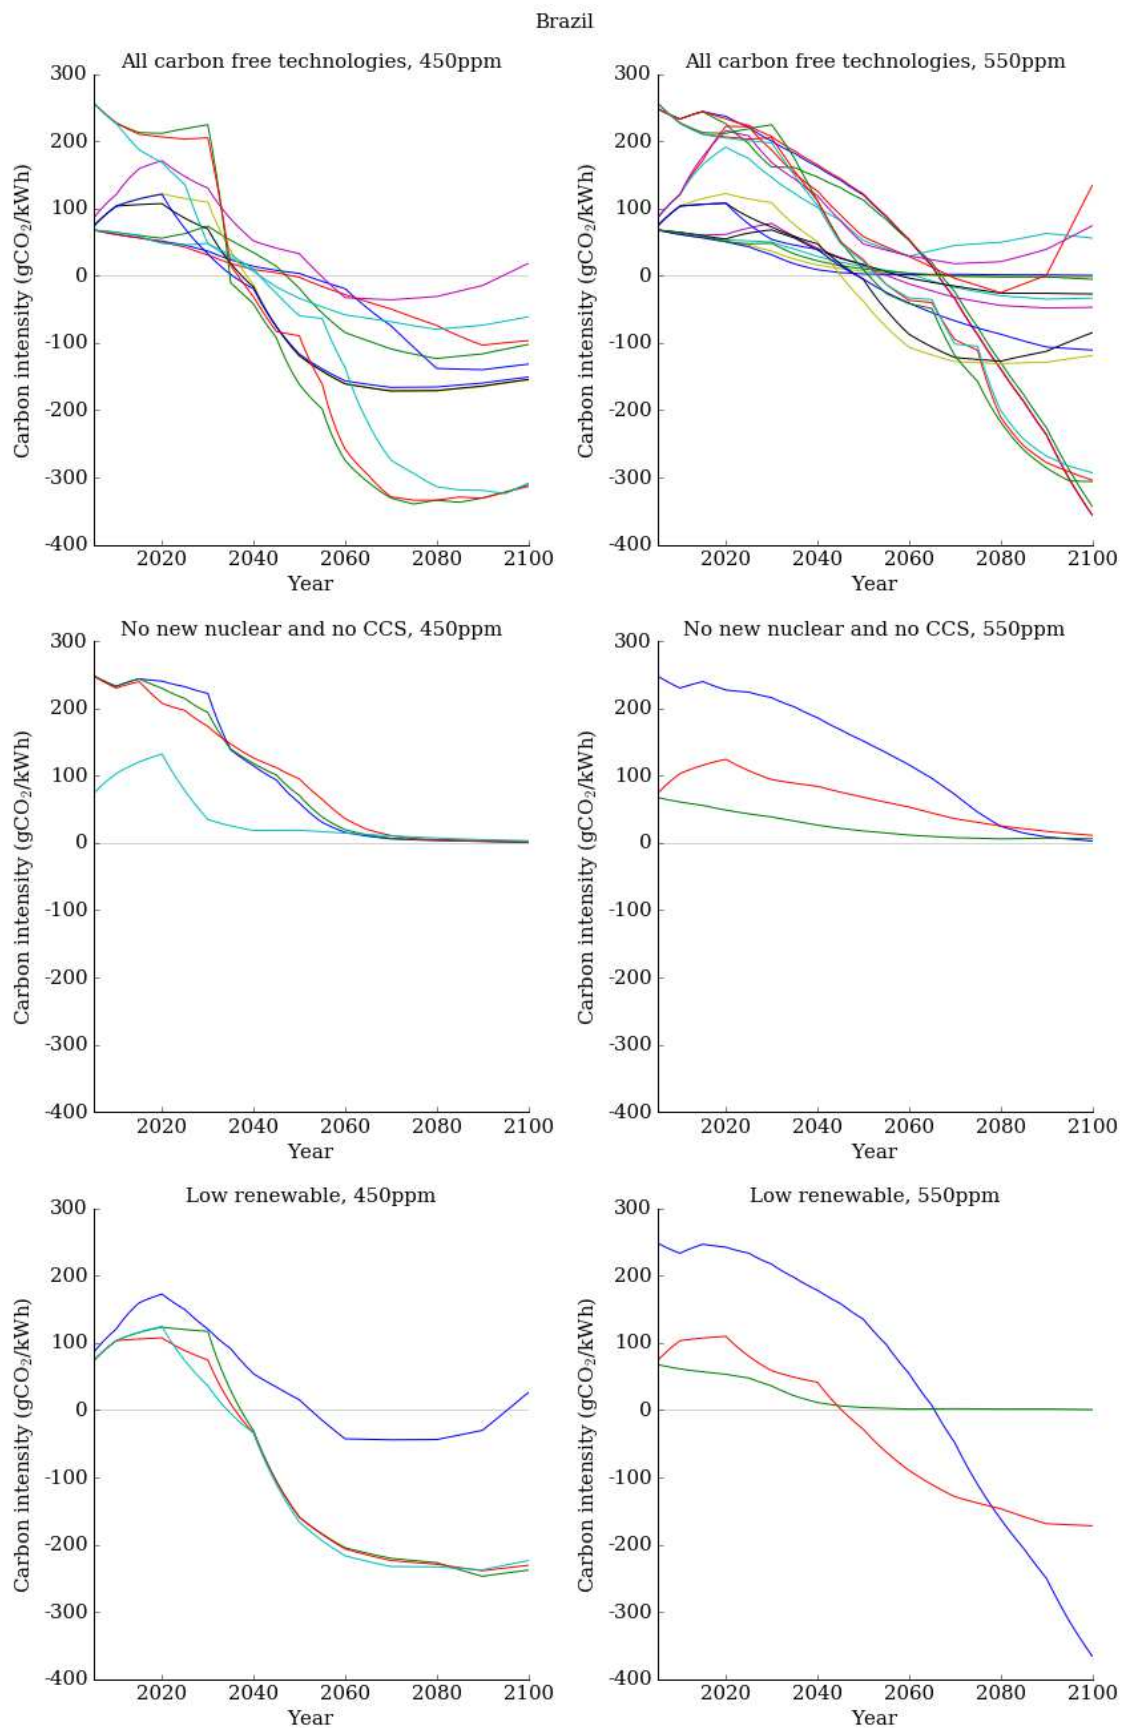 Brazil
All carbon free technologies, 450ppm
300
200
100
0
-100
-200
-300
-400
Carbon intensity (gCO₂/kWh)
2020 2040 2060 2080 2100
Year
All carbon free technologies, 550ppm
300
200
100
0
-100
-200
-300
-400
Carbon intensity (gCO₂/kWh)
2020 2040 2060 2080 2100
Year
No new nuclear and no CCS, 450ppm
300
200
100
0
-100
-200
-300
-400
Carbon intensity (gCO₂/kWh)
2020 2040 2060 2080 2100
Year
No new nuclear and no CCS, 550ppm
300
200
100
0
-100
-200
-300
-400
Carbon intensity (gCO₂/kWh)
2020 2040 2060 2080 2100
Year
Low renewable, 450ppm
300
200
100
0
-100
-200
-300
-400
Carbon intensity (gCO₂/kWh)
2020 2040 2060 2080 2100
Year
Low renewable, 550ppm
300
200
100
0
-100
-200
-300
-400
Carbon intensity (gCO₂/kWh)
2020 2040 2060 2080 2100
Year